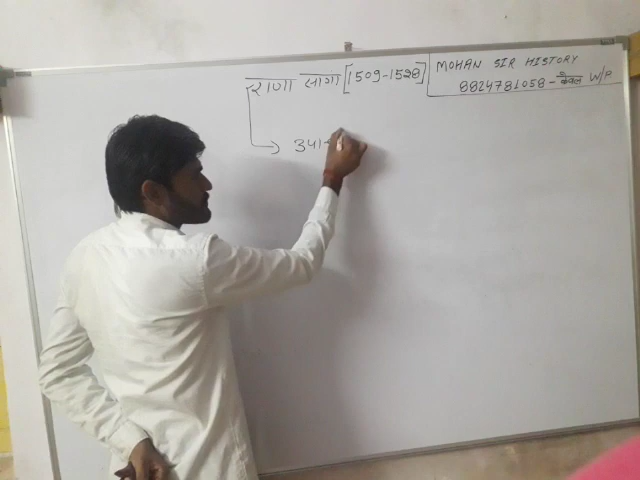 राणा सांगा [1509-1528]
MOHAN SIR HISTORY
8824781058 - केवल W/P